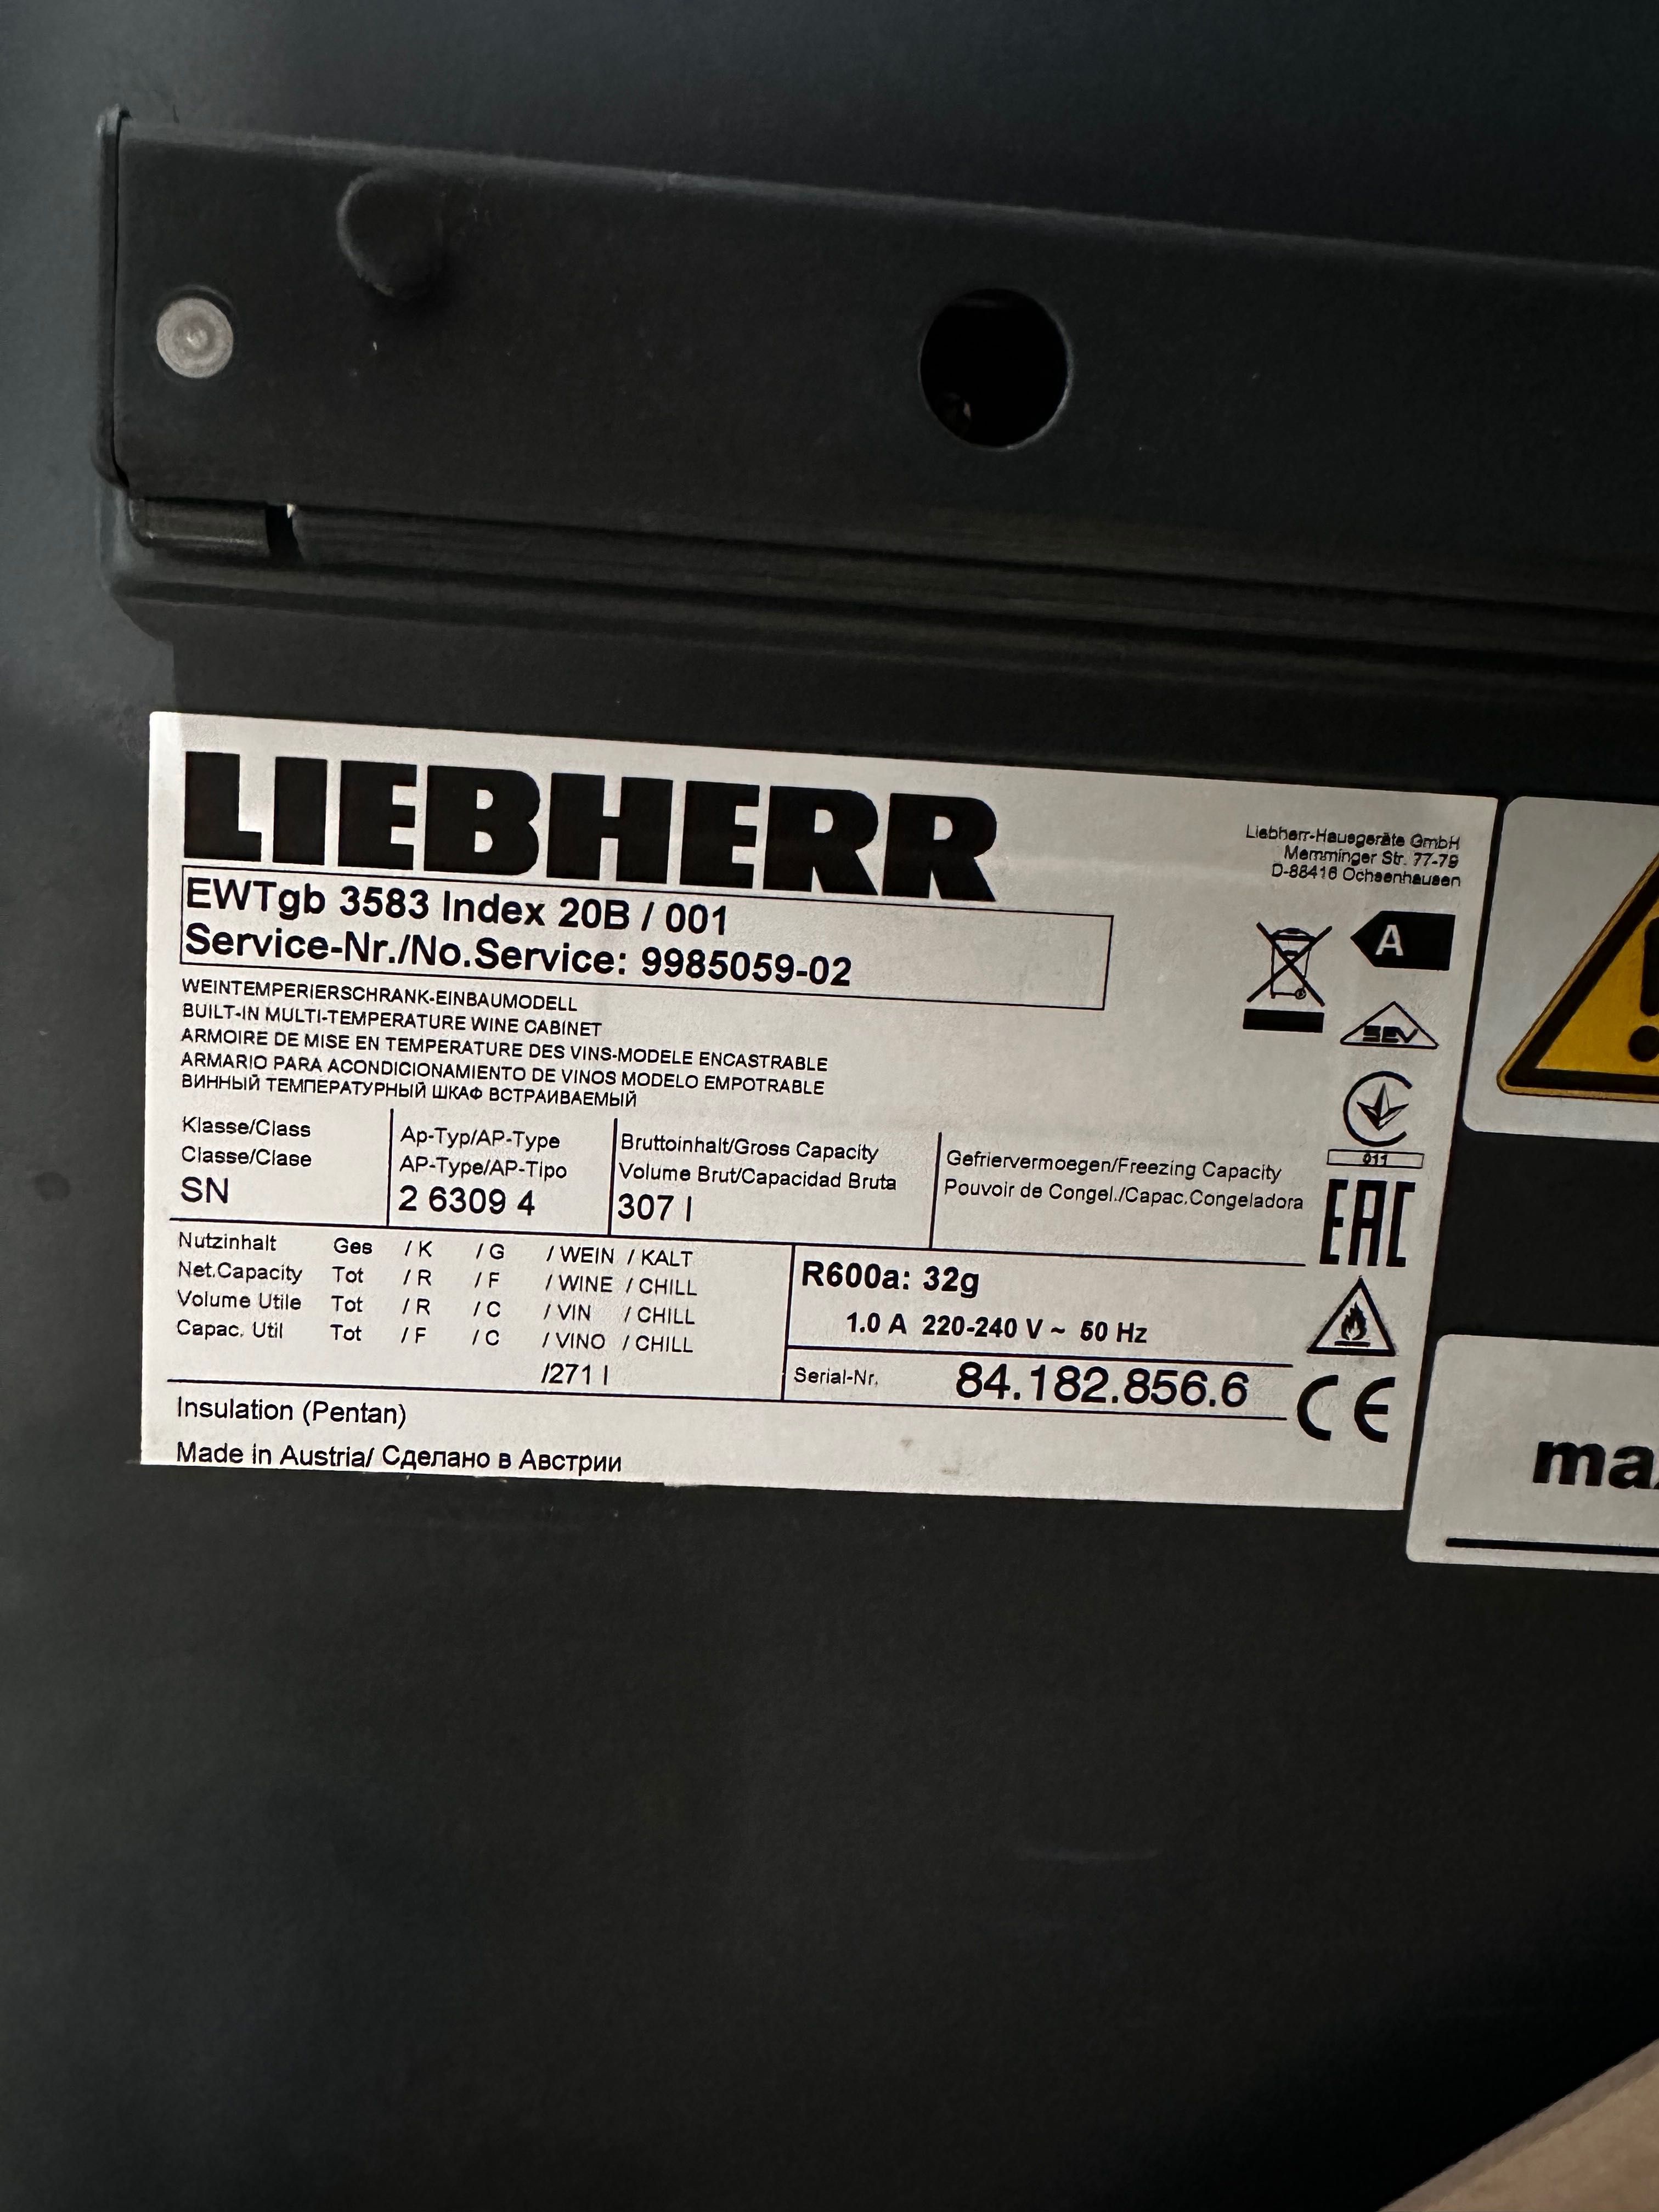 LIEBHERR
Liebherr-Hausgeräte GmbH
Memminger Str. 77-79
D-88416 Ochsenhausen
EWTgb 3583 Index 20B / 001
Service-Nr./No.Service: 9985059-02
A
WEINTEMPERIERSCHRANK-EINBAUMODELL
BUILT-IN MULTI-TEMPERATURE WINE CABINET
ARMOIRE DE MISE EN TEMPERATURE DES VINS-MODELE ENCASTRABLE
ARMARIO PARA ACONDICIONAMIENTO DE VINOS MODELO EMPOTRABLE
ВИННЫЙ ТЕМПЕРАТУРНЫЙ ШКАФ ВСТРАИВАЕМЫЙ
SEV
011
EAC
Klasse/Class
Classe/Clase
SN
Ap-Typ/AP-Type
AP-Type/AP-Tipo
2 6309 4
Bruttoinhalt/Gross Capacity
Volume Brut/Capacidad Bruta
307 l
Gefriervermoegen/Freezing Capacity
Pouvoir de Congel./Capac.Congeladora
Nutzinhalt Ges / K / G / WEIN / KALT
Net.Capacity Tot / R / F / WINE / CHILL
Volume Utile Tot / R / C / VIN / CHILL
Capac. Util Tot / F / C / VINO / CHILL
/271 l
R600a: 32g
1.0 A 220-240 V ~ 50 Hz
Serial-Nr. 84.182.856.6
CE
Insulation (Pentan)
Made in Austria/ Сделано в Австрии